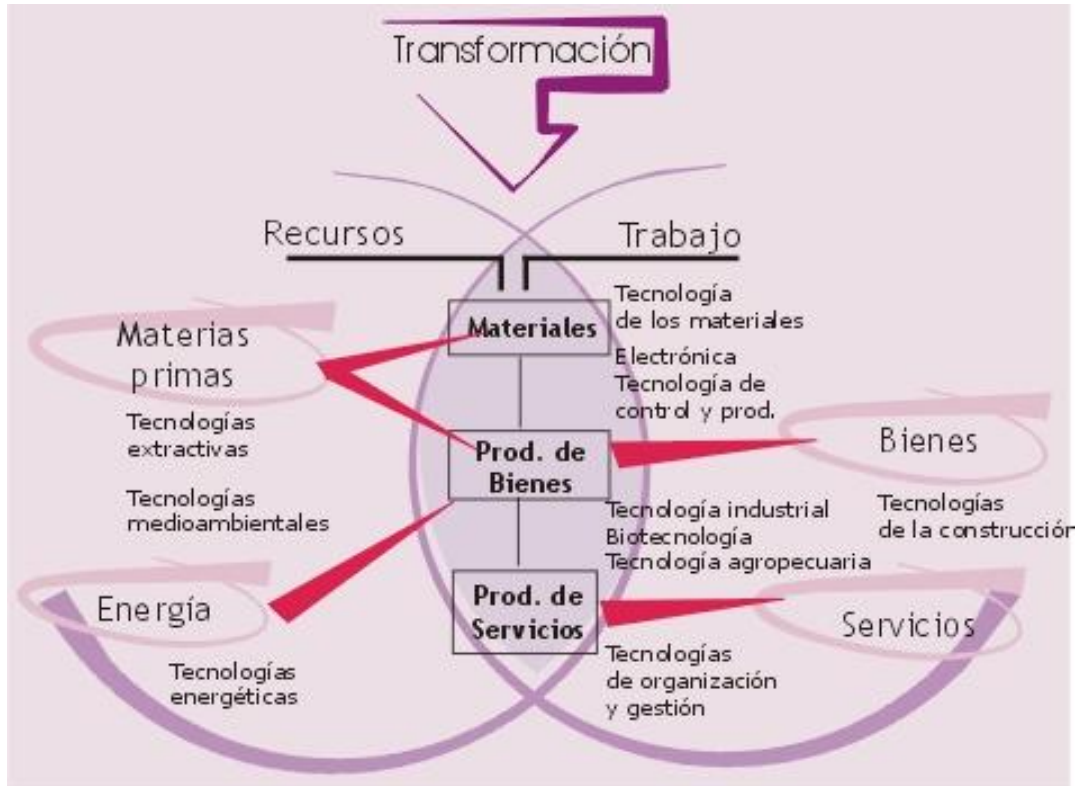 Transformación
Recursos
Trabajo
Materiales
Tecnología
de los materiales
Electrónica
Tecnología de
control y prod.
Materias
primas
Tecnologías
extractivas
Tecnologías
medioambientales
Prod. de
Bienes
Bienes
Tecnologías
de la construcción
Tecnología industrial
Biotecnología
Tecnología agropecuaria
Energía
Tecnologías
energéticas
Prod. de
Servicios
Servicios
Tecnologías
de organización
y gestión